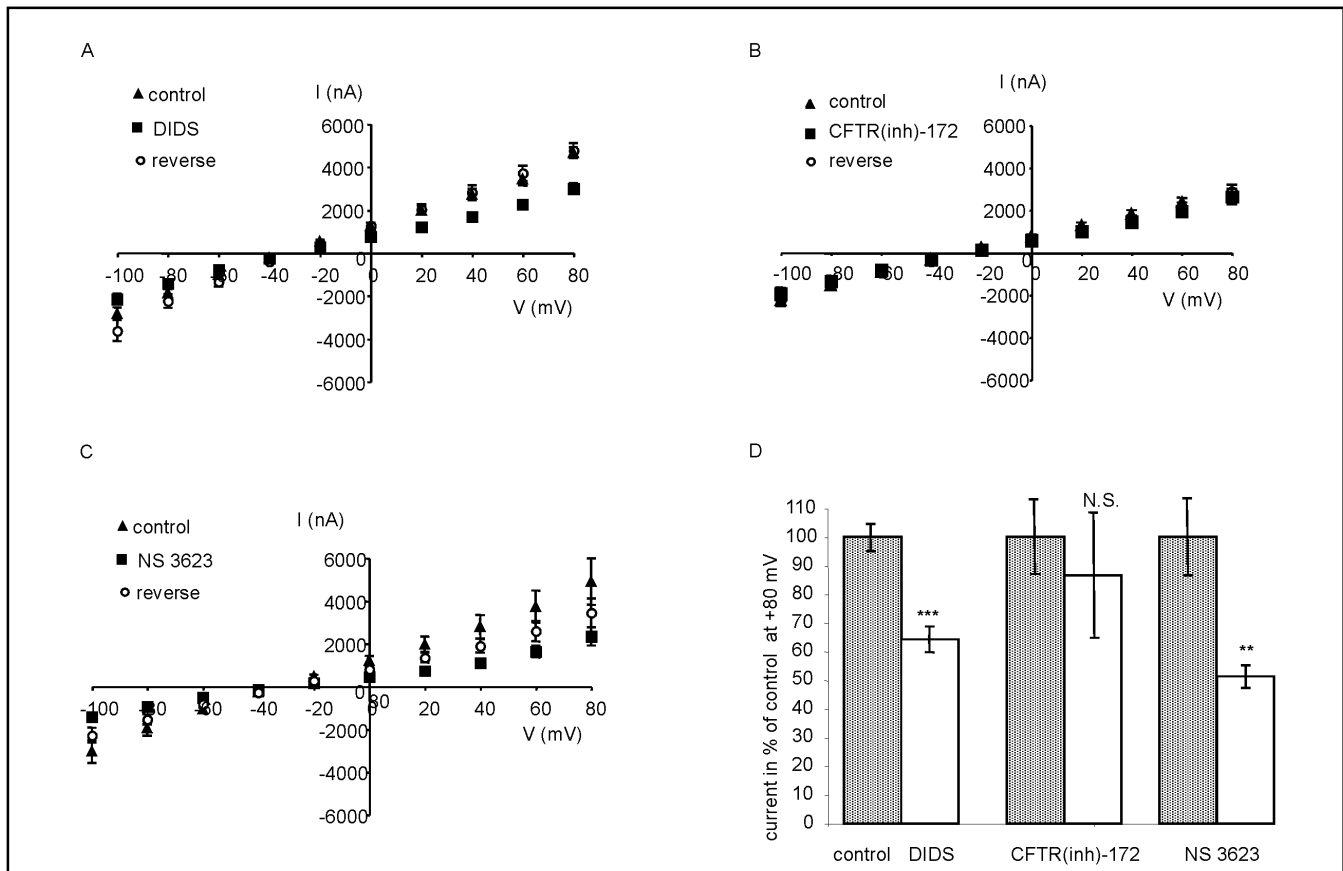 A
I (nA)
control
DIDS
reverse
6000
4000
2000
0
-100 -80 -60 -40 -20 0 20 40 60 80
-2000
V (mV)
-4000
-6000
B
I (nA)
control
CFTR(inh)-172
reverse
6000
4000
2000
0
-100 -80 -60 -40 -20 0 20 40 60 80
-2000
V (mV)
-4000
-6000
C
I (nA)
control
NS 3623
reverse
6000
4000
2000
0
80
-100 -80 -60 -40 -20 0 20 40 60 80
-2000
V (mV)
-4000
-6000
D
current in % of control at +80 mV
110
100
90
80
70
60
50
40
30
20
10
0
***
N.S.
**
control DIDS CFTR(inh)-172 NS 3623